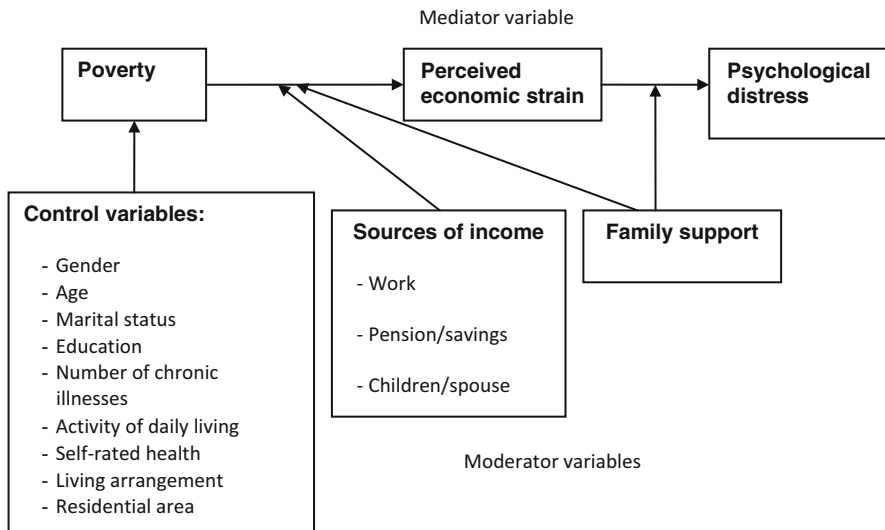 Mediator variable
Poverty
Perceived
economic strain
Psychological
distress
Control variables:
- Gender
- Age
- Marital status
- Education
- Number of chronic
illnesses
- Activity of daily living
- Self-rated health
- Living arrangement
- Residential area
Sources of income
- Work
- Pension/savings
- Children/spouse
Family support
Moderator variables